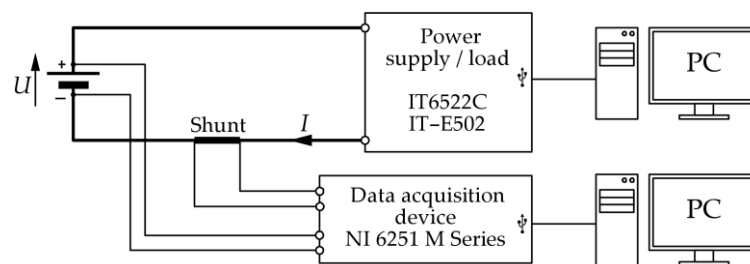 Power
supply / load
IT6522C
IT–E502
PC
+
U
–
Shunt
I
Data acquisition
device
NI 6251 M Series
PC